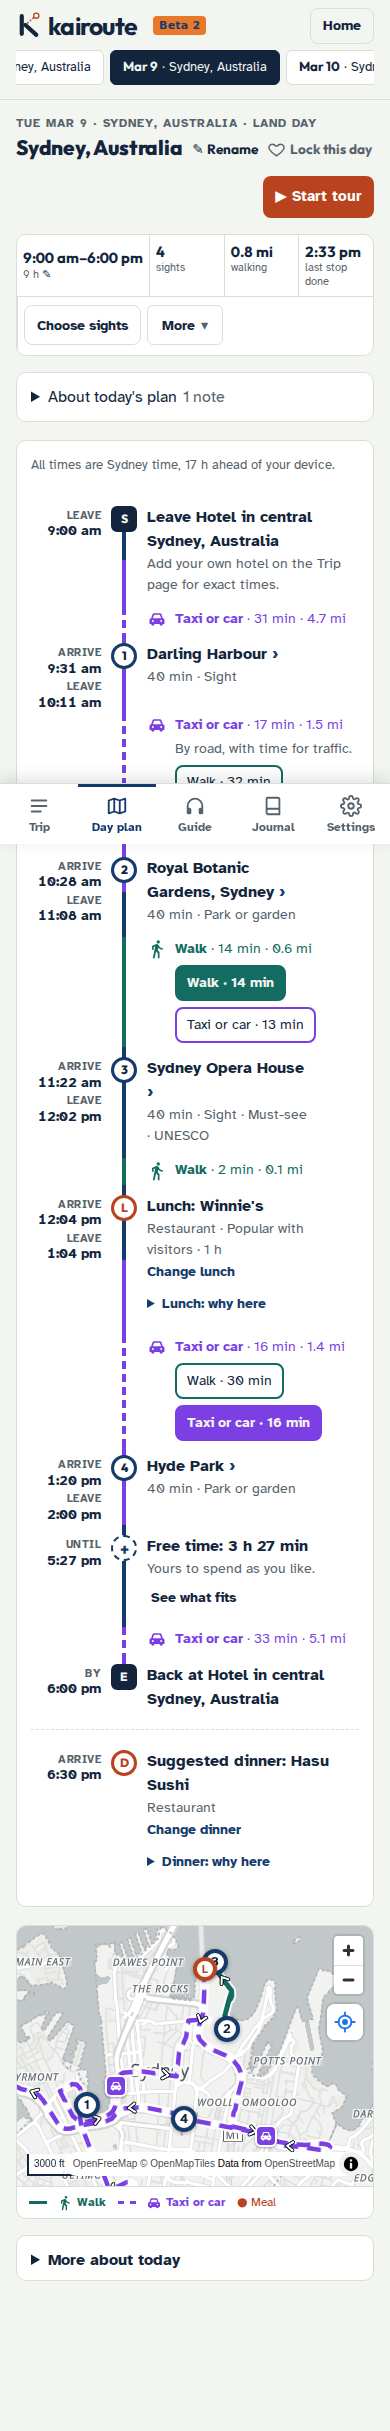 kairoute Beta 2 Home
ney, Australia Mar 9 · Sydney, Australia Mar 10 · Syd
TUE MAR 9 · SYDNEY, AUSTRALIA · LAND DAY
Sydney, Australia ✎ Rename ♡ Lock this day
▶ Start tour
9:00 am–6:00 pm 4 0.8 mi 2:33 pm
9 h ✎ sights walking last stop
done
Choose sights More ▾
▶ About today's plan 1 note
All times are Sydney time, 17 h ahead of your device.
LEAVE
9:00 am
S
Leave Hotel in central
Sydney, Australia
Add your own hotel on the Trip
page for exact times.
Taxi or car · 31 min · 4.7 mi
ARRIVE
9:31 am
LEAVE
10:11 am
1
Darling Harbour ›
40 min · Sight
Taxi or car · 17 min · 1.5 mi
By road, with time for traffic.
Walk · 32 min
Trip Day plan Guide Journal Settings
ARRIVE
10:28 am
LEAVE
11:08 am
2
Royal Botanic
Gardens, Sydney ›
40 min · Park or garden
Walk · 14 min · 0.6 mi
Walk · 14 min
Taxi or car · 13 min
ARRIVE
11:22 am
LEAVE
12:02 pm
3
Sydney Opera House
›
40 min · Sight · Must-see
· UNESCO
Walk · 2 min · 0.1 mi
ARRIVE
12:04 pm
LEAVE
1:04 pm
L
Lunch: Winnie's
Restaurant · Popular with
visitors · 1 h
Change lunch
▶ Lunch: why here
Taxi or car · 16 min · 1.4 mi
Walk · 30 min
Taxi or car · 16 min
ARRIVE
1:20 pm
LEAVE
2:00 pm
4
Hyde Park ›
40 min · Park or garden
UNTIL
5:27 pm
+
Free time: 3 h 27 min
Yours to spend as you like.
See what fits
Taxi or car · 33 min · 5.1 mi
BY
6:00 pm
E
Back at Hotel in central
Sydney, Australia
ARRIVE
6:30 pm
D
Suggested dinner: Hasu
Sushi
Restaurant
Change dinner
▶ Dinner: why here
MAIN EAST DAWES POINT
THE ROCKS
L 3
2
POTTS POINT
YRMONT
1
WOOLLOOMOOLOO
4
M1
DAR
+
−
3000 ft OpenFreeMap © OpenMapTiles Data from OpenStreetMap
EDG
Walk Taxi or car Meal
▶ More about today